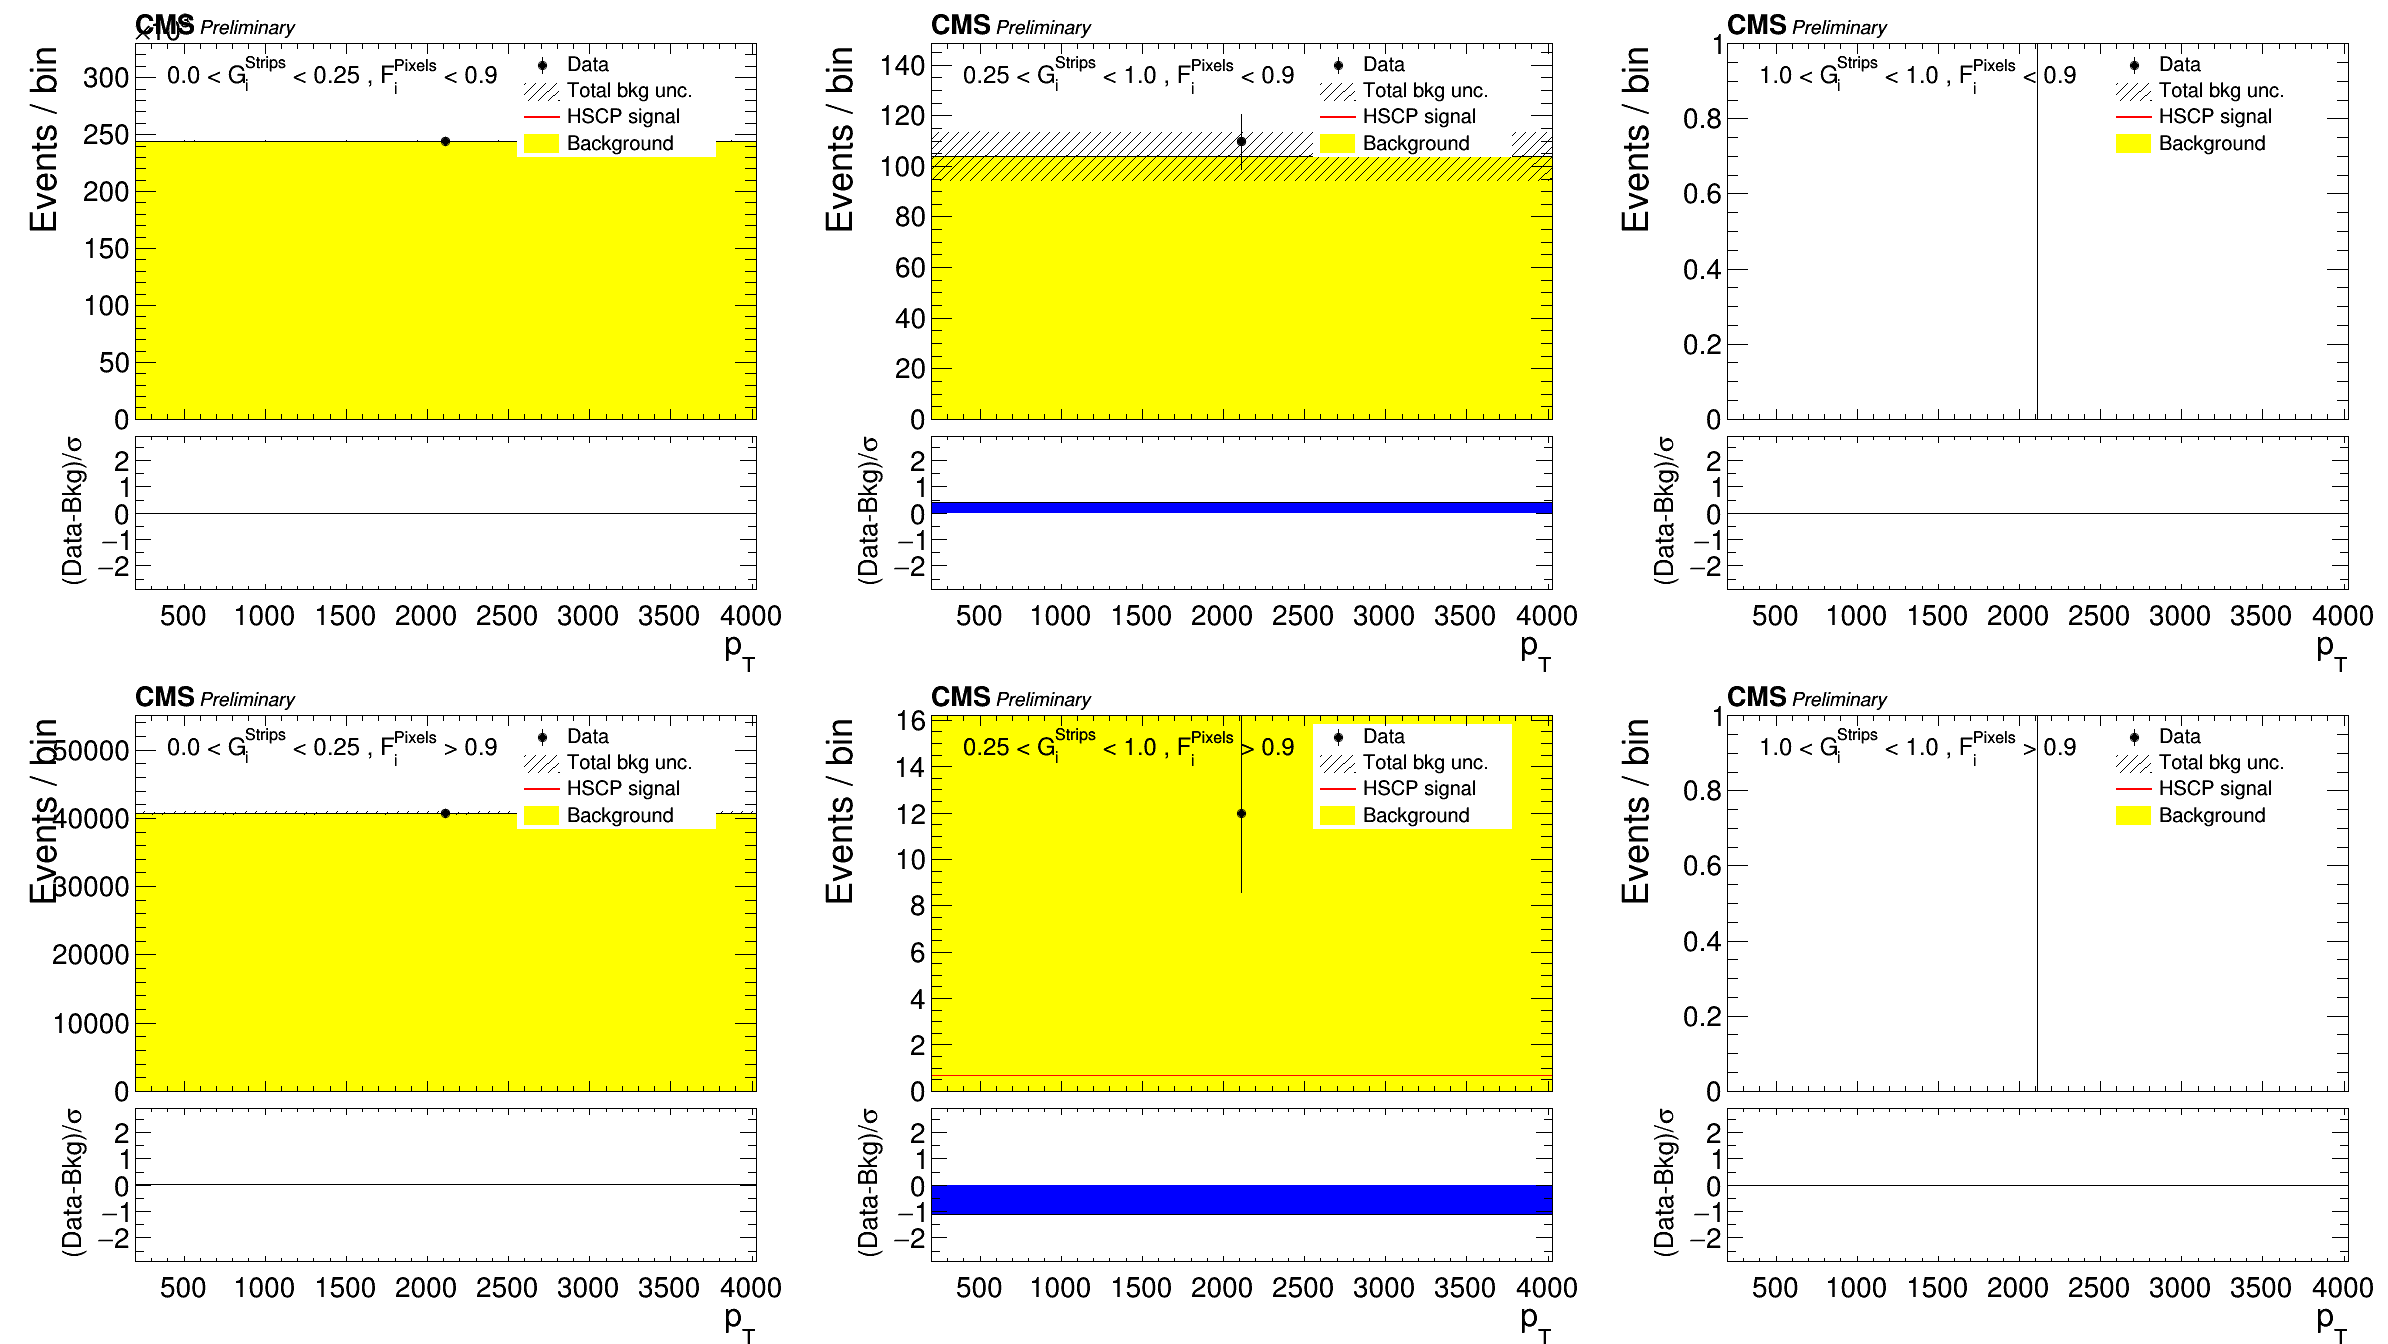 CMS Preliminary
×10
Events / bin
0.0 < G_i^Strips < 0.25 , F_i^Pixels < 0.9
Data
Total bkg unc.
HSCP signal
Background
300
250
200
150
100
50
0
(Data-Bkg)/σ
2
1
0
−1
−2
500 1000 1500 2000 2500 3000 3500 4000
p_T
CMS Preliminary
Events / bin
0.25 < G_i^Strips < 1.0 , F_i^Pixels < 0.9
Data
Total bkg unc.
HSCP signal
Background
140
120
100
80
60
40
20
0
(Data-Bkg)/σ
2
1
0
−1
−2
500 1000 1500 2000 2500 3000 3500 4000
p_T
CMS Preliminary
Events / bin
1.0 < G_i^Strips < 1.0 , F_i^Pixels < 0.9
Data
Total bkg unc.
HSCP signal
Background
1
0.8
0.6
0.4
0.2
0
(Data-Bkg)/σ
2
1
0
−1
−2
500 1000 1500 2000 2500 3000 3500 4000
p_T
CMS Preliminary
Events / bin
0.0 < G_i^Strips < 0.25 , F_i^Pixels > 0.9
Data
Total bkg unc.
HSCP signal
Background
50000
40000
30000
20000
10000
0
(Data-Bkg)/σ
2
1
0
−1
−2
500 1000 1500 2000 2500 3000 3500 4000
p_T
CMS Preliminary
Events / bin
0.25 < G_i^Strips < 1.0 , F_i^Pixels > 0.9
Data
Total bkg unc.
HSCP signal
Background
16
14
12
10
8
6
4
2
0
(Data-Bkg)/σ
2
1
0
−1
−2
500 1000 1500 2000 2500 3000 3500 4000
p_T
CMS Preliminary
Events / bin
1.0 < G_i^Strips < 1.0 , F_i^Pixels > 0.9
Data
Total bkg unc.
HSCP signal
Background
1
0.8
0.6
0.4
0.2
0
(Data-Bkg)/σ
2
1
0
−1
−2
500 1000 1500 2000 2500 3000 3500 4000
p_T